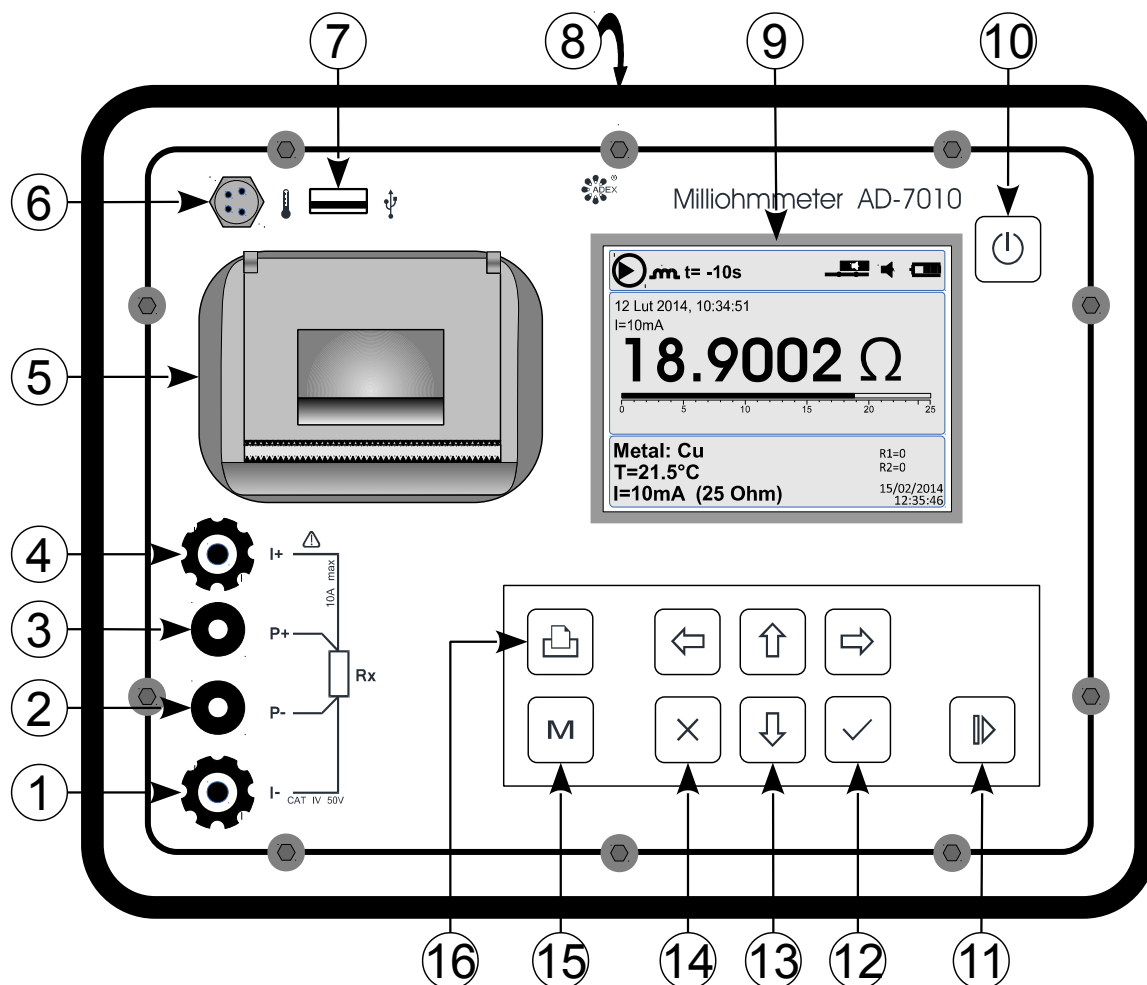 7
8
9
10
6
ADEX ®
Milliohmmeter AD-7010
t= -10s
12 Lut 2014, 10:34:51
I=10mA
18.9002 Ω
0 5 10 15 20 25
Metal: Cu
R1=0
T=21.5°C
R2=0
I=10mA (25 Ohm)
15/02/2014
12:35:46
5
4
I+
10A max
3
P+
Rx
2
P-
1
I-
CAT IV 50V
M
16
15
14
13
12
11